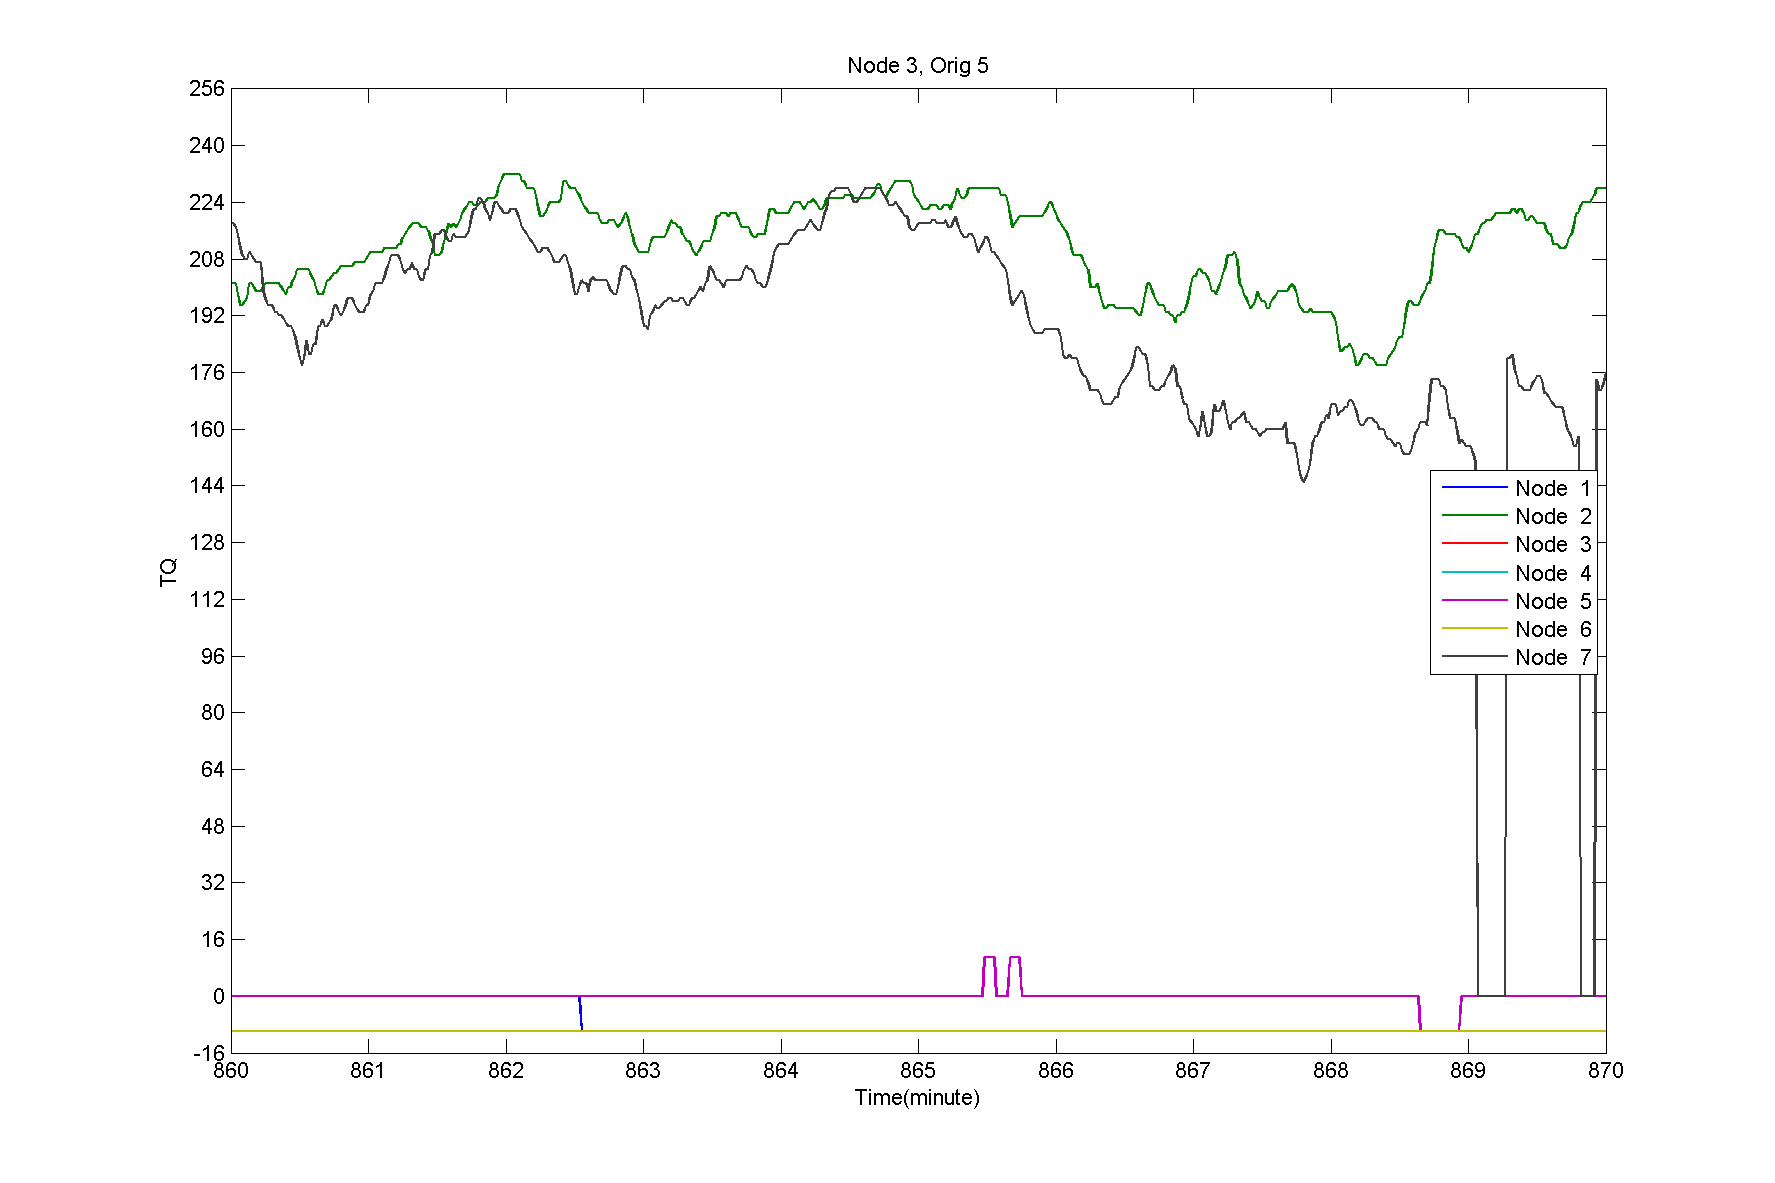 Node 3, Orig 5
256
240
224
208
192
176
160
144
128
112
96
80
64
48
32
16
0
-16
TQ
Node 1
Node 2
Node 3
Node 4
Node 5
Node 6
Node 7
860 861 862 863 864 865 866 867 868 869 870
Time(minute)